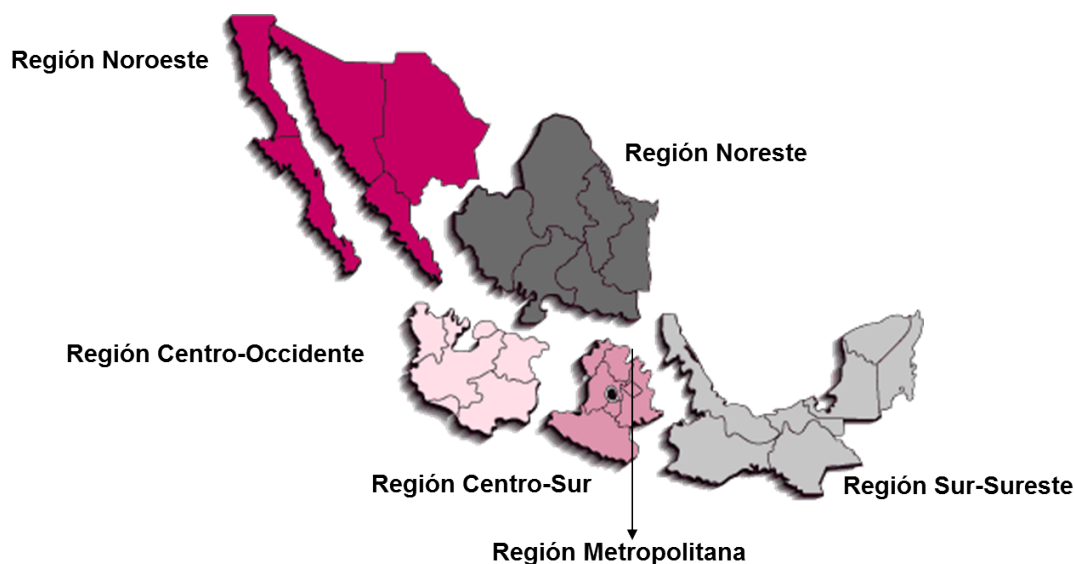 Región Noroeste
Región Noreste
Región Centro-Occidente
Región Centro-Sur
Región Sur-Sureste
Región Metropolitana